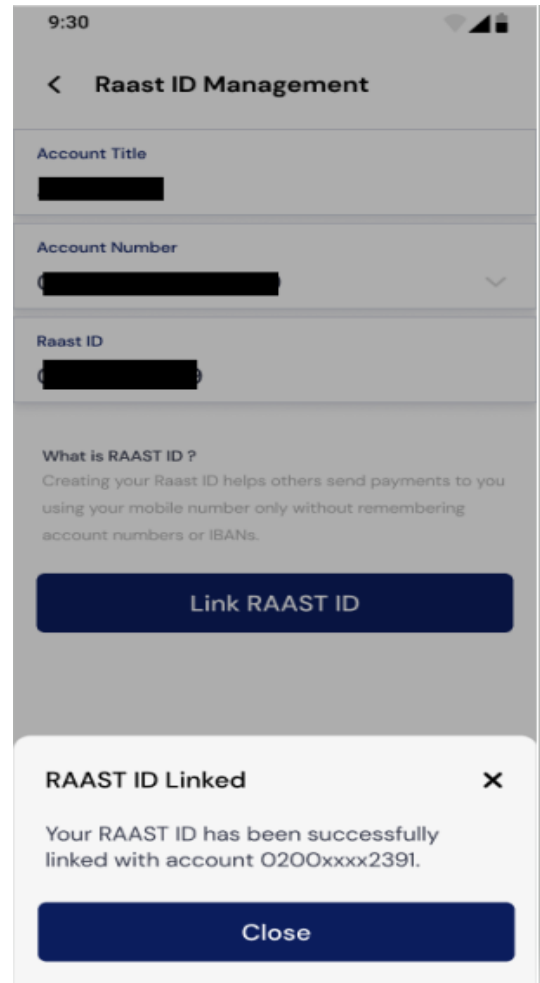 9:30
Raast ID Management
Account Title
Account Number
Raast ID
What is RAAST ID ?
Creating your Raast ID helps others send payments to you
using your mobile number only without remembering
account numbers or IBANs.
Link RAAST ID
RAAST ID Linked
Your RAAST ID has been successfully
linked with account 0200xxxx2391.
Close